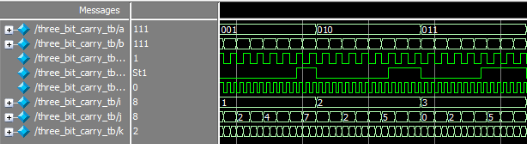 Messages
/three_bit_carry_tb/a 111 001 010 011
/three_bit_carry_tb/b 111
/three_bit_carry_tb... 1
/three_bit_carry_tb... St1
/three_bit_carry_tb... 0
/three_bit_carry_tb/i 8 1 2 3
/three_bit_carry_tb/j 8 2 4 7 2 5 0 2 5
/three_bit_carry_tb/k 2